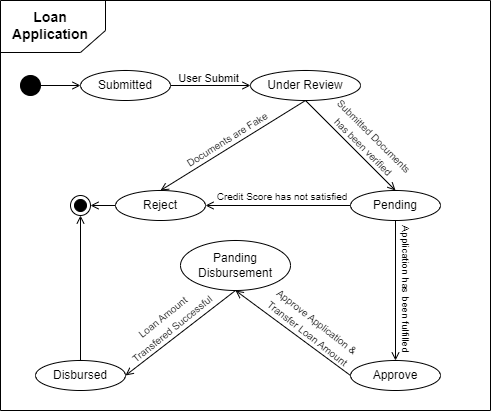 Loan
Application
Submitted
User Submit
Under Review
Documents are Fake
Submitted Documents
has been verified
Reject
Credit Score has not satisfied
Pending
Application has been fulfilled
Panding
Disbursement
Loan Amount
Transfered Successful
Approve Application &
Transfer Loan Amount
Disbursed
Approve